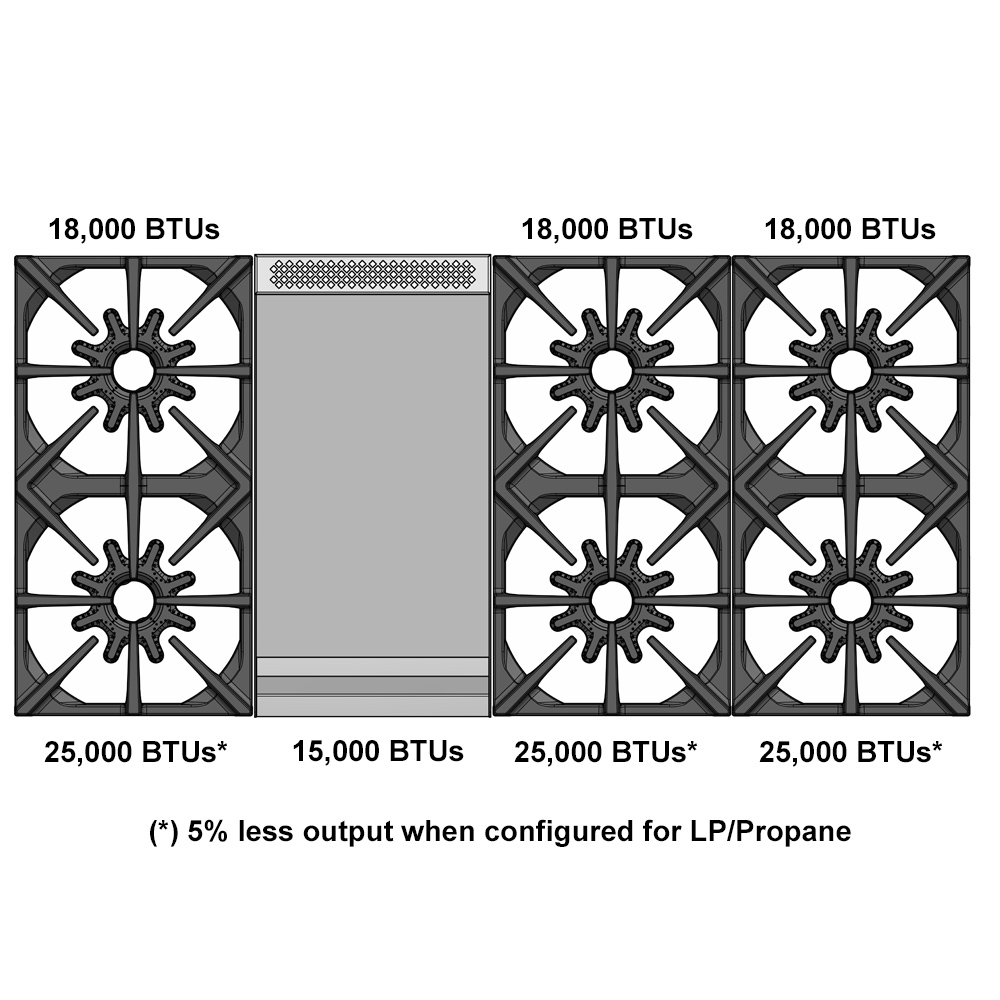 18,000 BTUs
18,000 BTUs
18,000 BTUs
25,000 BTUs*
15,000 BTUs
25,000 BTUs*
25,000 BTUs*
(*) 5% less output when configured for LP/Propane